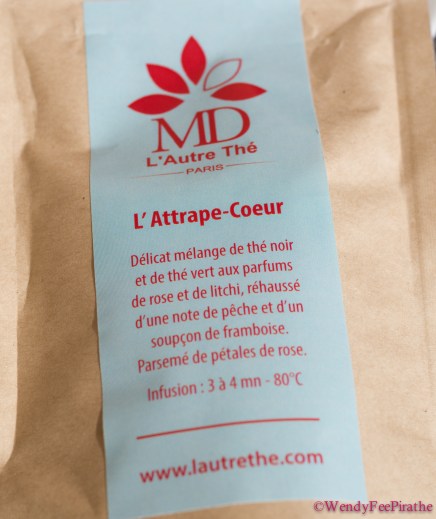 MD
L'Autre Thé
PARIS
L'Attrape-Coeur
Délicat mélange de thé noir
et de thé vert aux parfums
de rose et de litchi, réhaussé
d'une note de pêche et d'un
soupçon de framboise.
Parsemé de pétales de rose.
Infusion : 3 à 4 mn - 80°C
www.lautrethe.com
©WendyFeePirathe